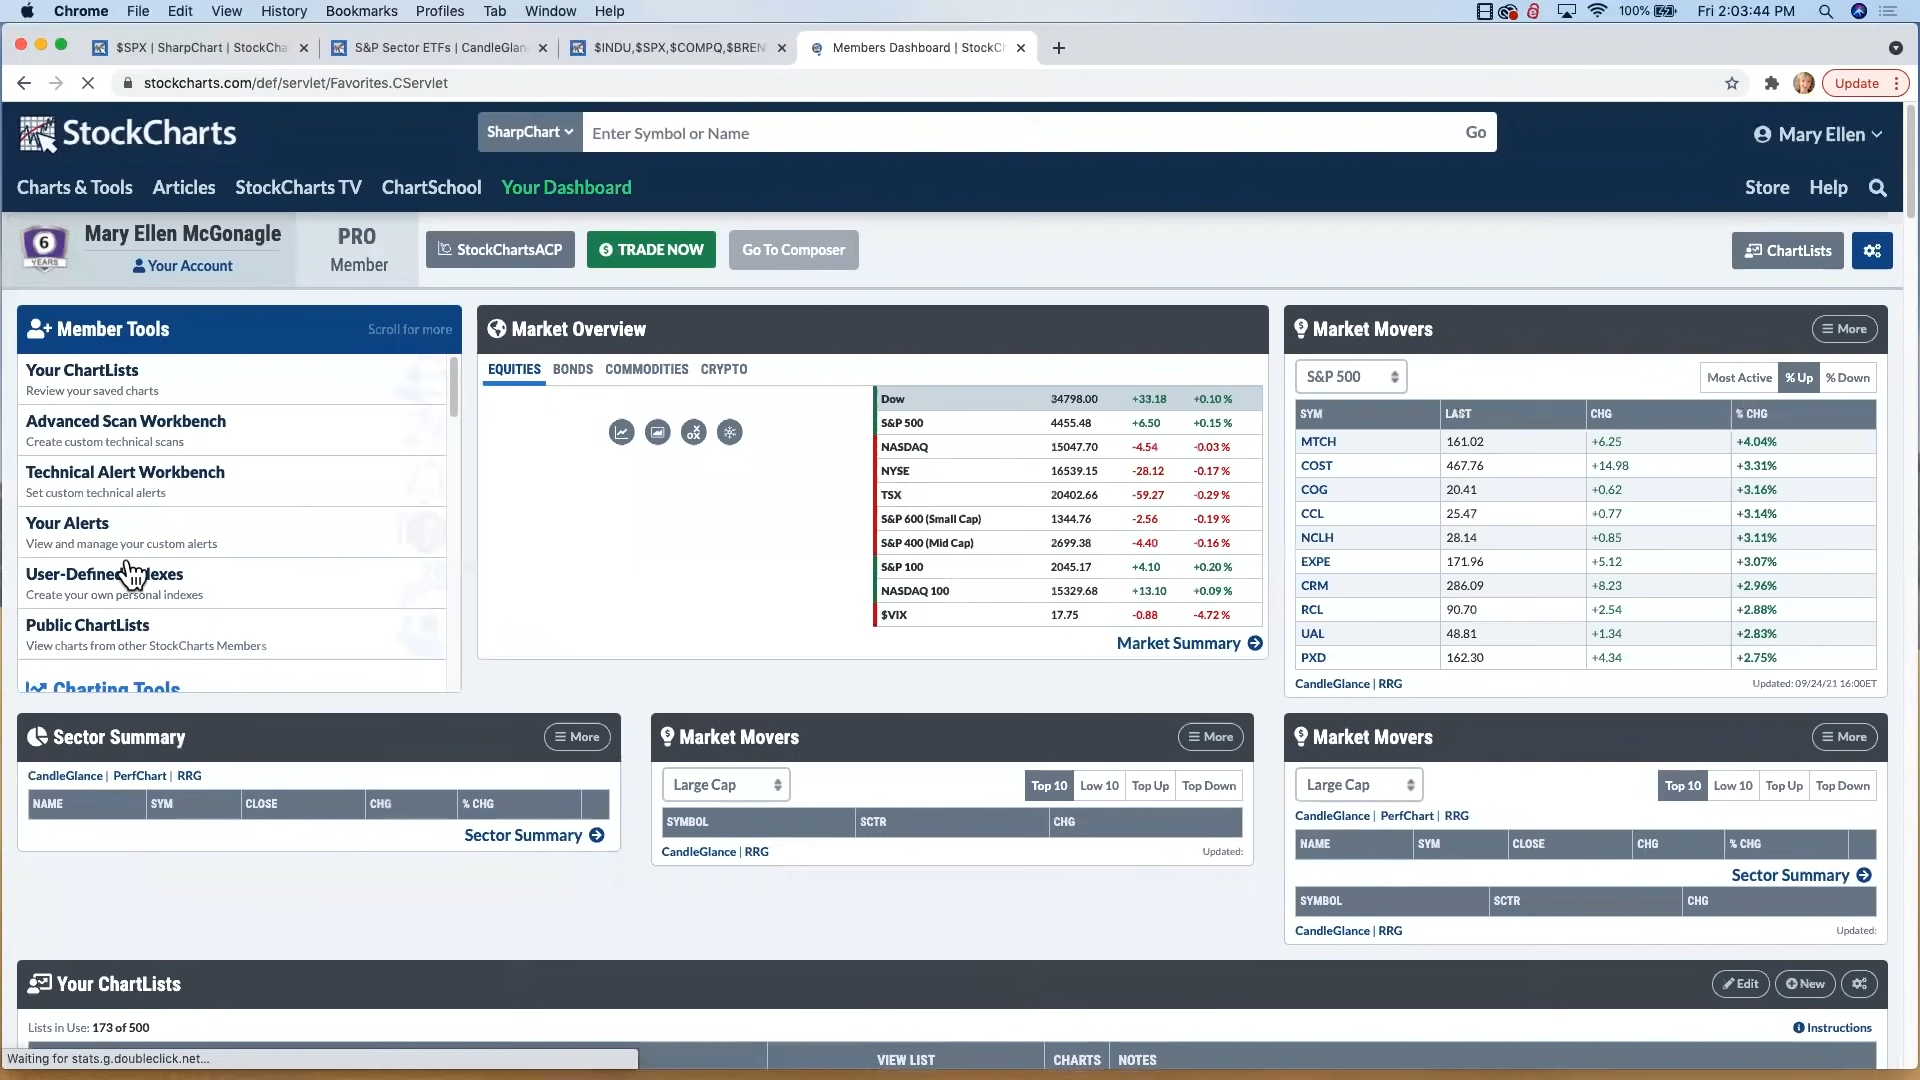 Chrome File Edit View History Bookmarks Profiles Tab Window Help 100% Fri 2:03:44 PM
$SPX | SharpChart | StockCha S&P Sector ETFs | CandleGlan $INDU,$SPX,$COMPQ,$BREN Members Dashboard | StockCh
stockcharts.com/def/servlet/Favorites.CServlet Update
StockCharts SharpChart Enter Symbol or Name Go Mary Ellen
Charts & Tools Articles StockCharts TV ChartSchool Your Dashboard Store Help
6 YEARS Mary Ellen McGonagle PRO StockChartsACP TRADE NOW Go To Composer ChartLists
Your Account Member
Member Tools Scroll for more
Your ChartLists
Review your saved charts
Advanced Scan Workbench
Create custom technical scans
Technical Alert Workbench
Set custom technical alerts
Your Alerts
View and manage your custom alerts
User-Defined exes
Create your own personal indexes
Public ChartLists
View charts from other StockCharts Members
Charting Tools
Market Overview
EQUITIES BONDS COMMODITIES CRYPTO
Dow 34798.00 +33.18 +0.10 %
S&P 500 4455.48 +6.50 +0.15 %
NASDAQ 15047.70 -4.54 -0.03 %
NYSE 16539.15 -28.12 -0.17 %
TSX 20402.66 -59.27 -0.29 %
S&P 600 (Small Cap) 1344.76 -2.56 -0.19 %
S&P 400 (Mid Cap) 2699.38 -4.40 -0.16 %
S&P 100 2045.17 +4.10 +0.20 %
NASDAQ 100 15329.68 +13.10 +0.09 %
$VIX 17.75 -0.88 -4.72 %
Market Summary
Market Movers More
S&P 500 Most Active % Up % Down
SYM LAST CHG % CHG
MTCH 161.02 +6.25 +4.04%
COST 467.76 +14.98 +3.31%
COG 20.41 +0.62 +3.16%
CCL 25.47 +0.77 +3.14%
NCLH 28.14 +0.85 +3.11%
EXPE 171.96 +5.12 +3.07%
CRM 286.09 +8.23 +2.96%
RCL 90.70 +2.54 +2.88%
UAL 48.81 +1.34 +2.83%
PXD 162.30 +4.34 +2.75%
CandleGlance | RRG Updated: 09/24/21 16:00ET
Sector Summary More
CandleGlance | PerfChart | RRG
NAME SYM CLOSE CHG % CHG
Sector Summary
Market Movers More
Large Cap Top 10 Low 10 Top Up Top Down
SYMBOL SCTR CHG
CandleGlance | RRG Updated:
Market Movers More
Large Cap Top 10 Low 10 Top Up Top Down
CandleGlance | PerfChart | RRG
NAME SYM CLOSE CHG % CHG
Sector Summary
SYMBOL SCTR CHG
CandleGlance | RRG Updated:
Your ChartLists Edit New
Lists in Use: 173 of 500 Instructions
VIEW LIST CHARTS NOTES
Waiting for stats.g.doubleclick.net...